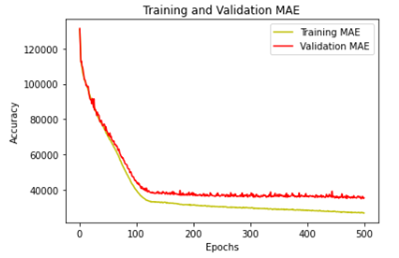 Training and Validation MAE
Training MAE
Validation MAE
120000
100000
80000
60000
40000
Accuracy
0
100
200
300
400
500
Epochs